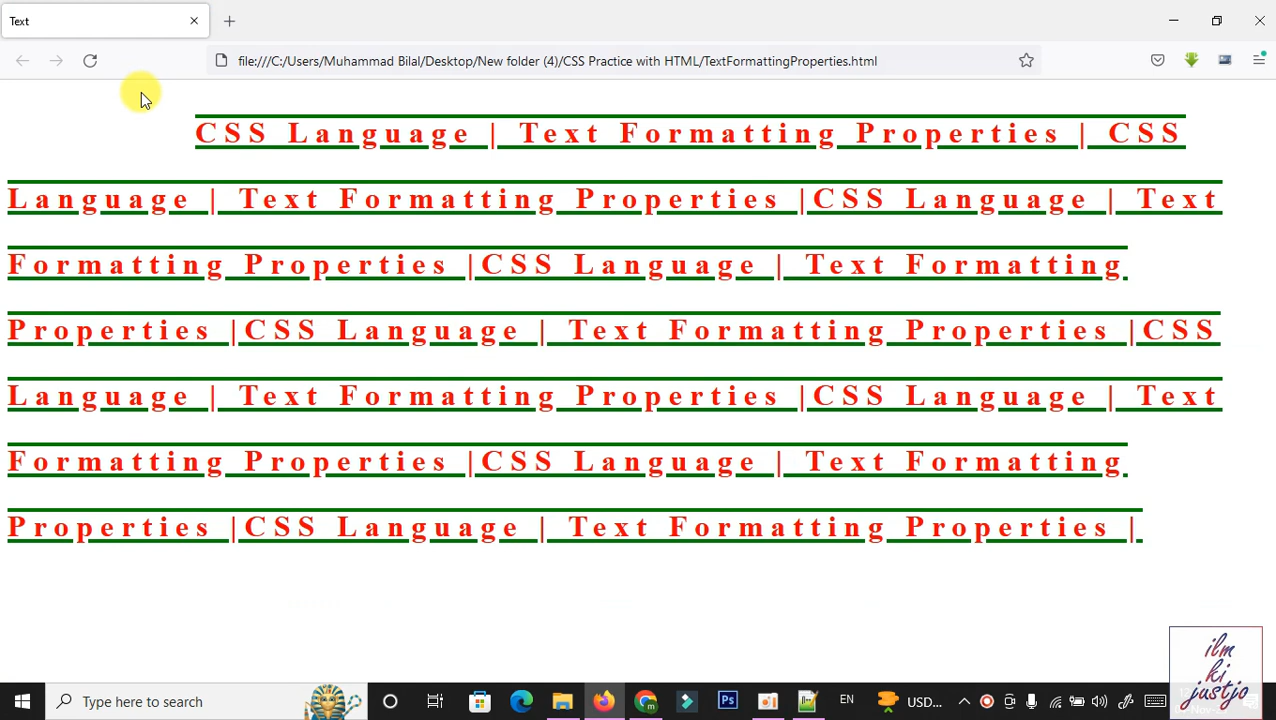 Text
file:///C:/Users/Muhammad Bilal/Desktop/New folder (4)/CSS Practice with HTML/TextFormattingProperties.html
CSS Language | Text Formatting Properties | CSS
Language | Text Formatting Properties |CSS Language | Text
Formatting Properties |CSS Language | Text Formatting
Properties |CSS Language | Text Formatting Properties |CSS
Language | Text Formatting Properties |CSS Language | Text
Formatting Properties |CSS Language | Text Formatting
Properties |CSS Language | Text Formatting Properties |
ilm
ki
justjo
Type here to search
Ps
EN
USD...